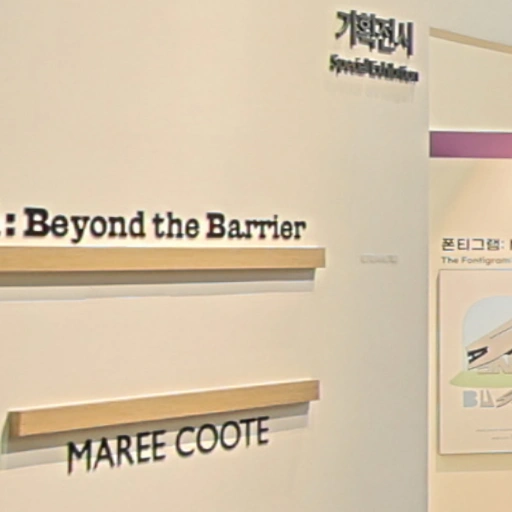 기획전시
Special Exhibition
: Beyond the Barrier
MAREE COOTE
폰티그램:
The Fontigram